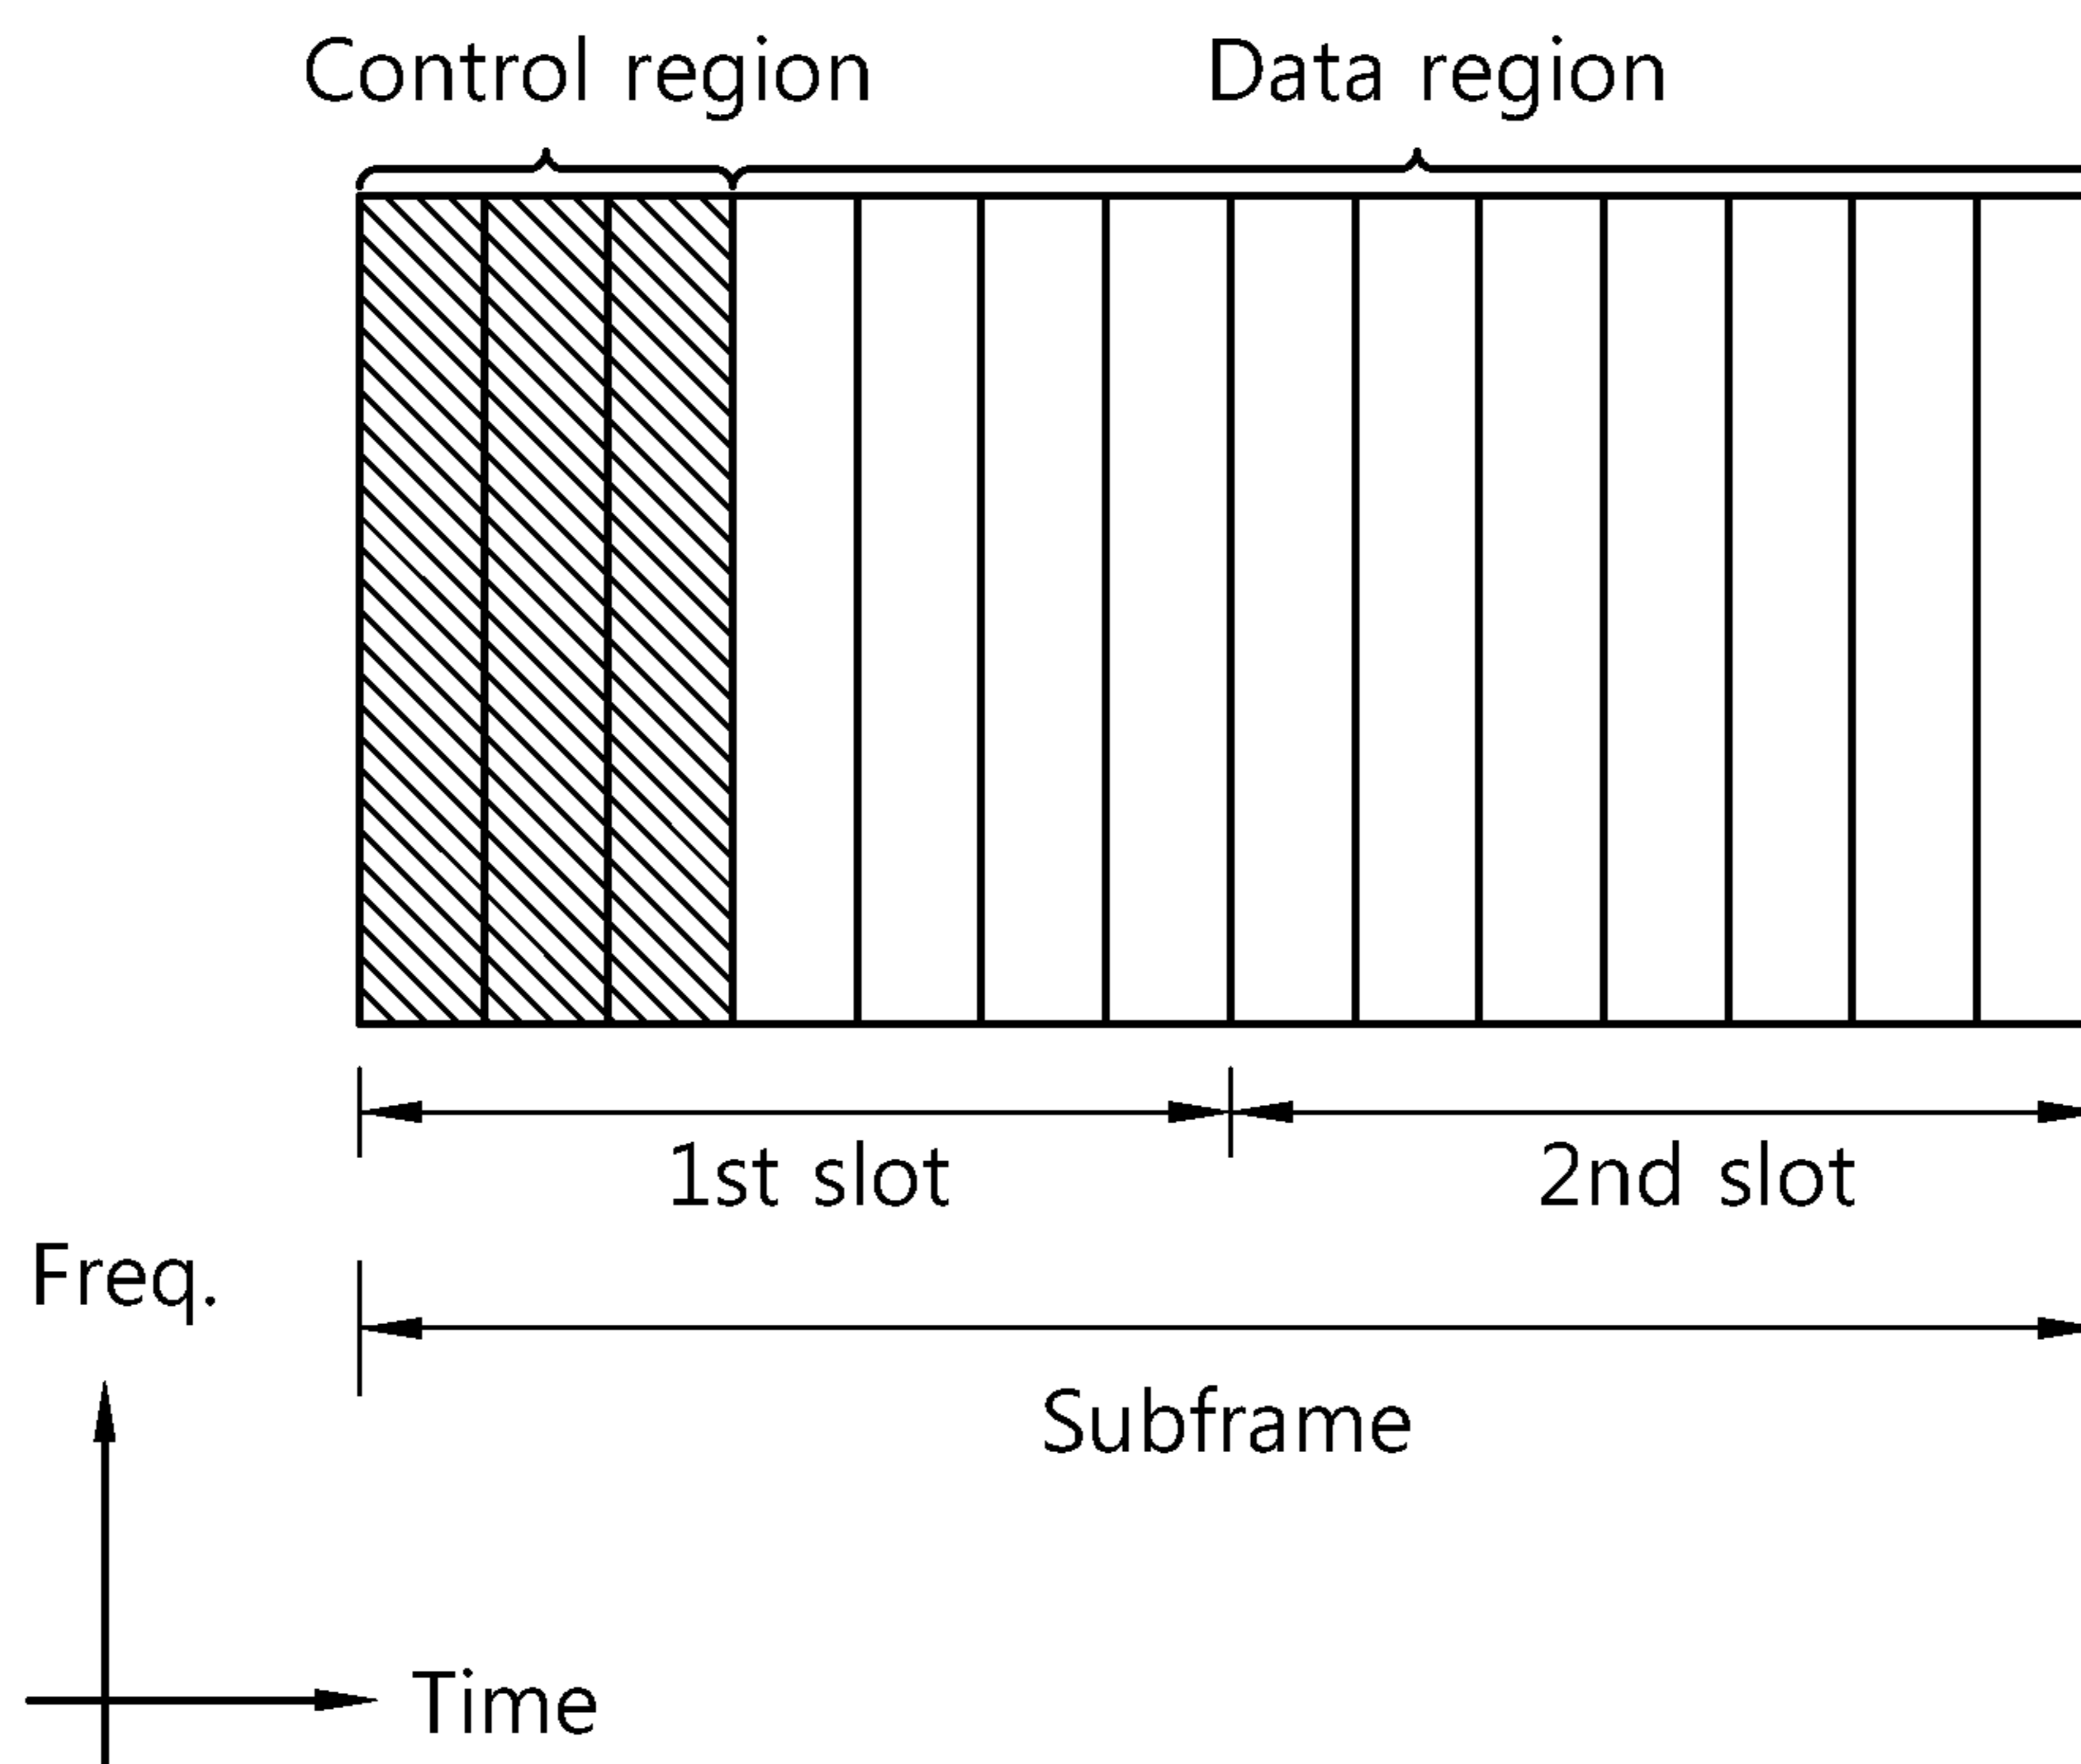 Control region
Data region
1st slot
2nd slot
Freq.
Subframe
Time